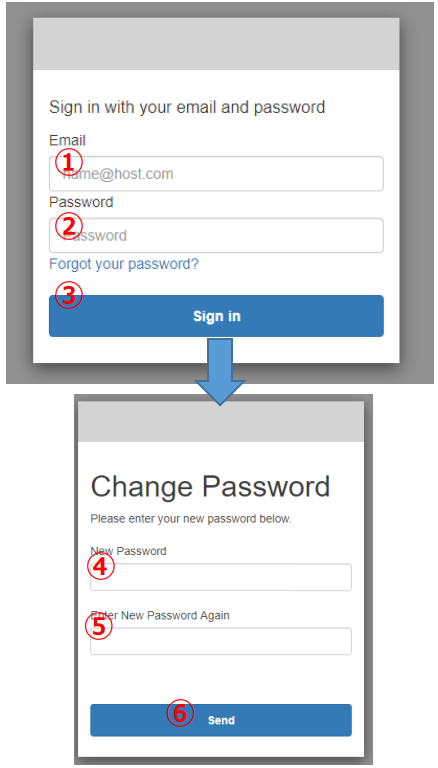 Sign in with your email and password
Email
① name@host.com
Password
② Password
Forgot your password?
③
Sign in
Change Password
Please enter your new password below.
New Password
④
Enter New Password Again
⑤
⑥ Send